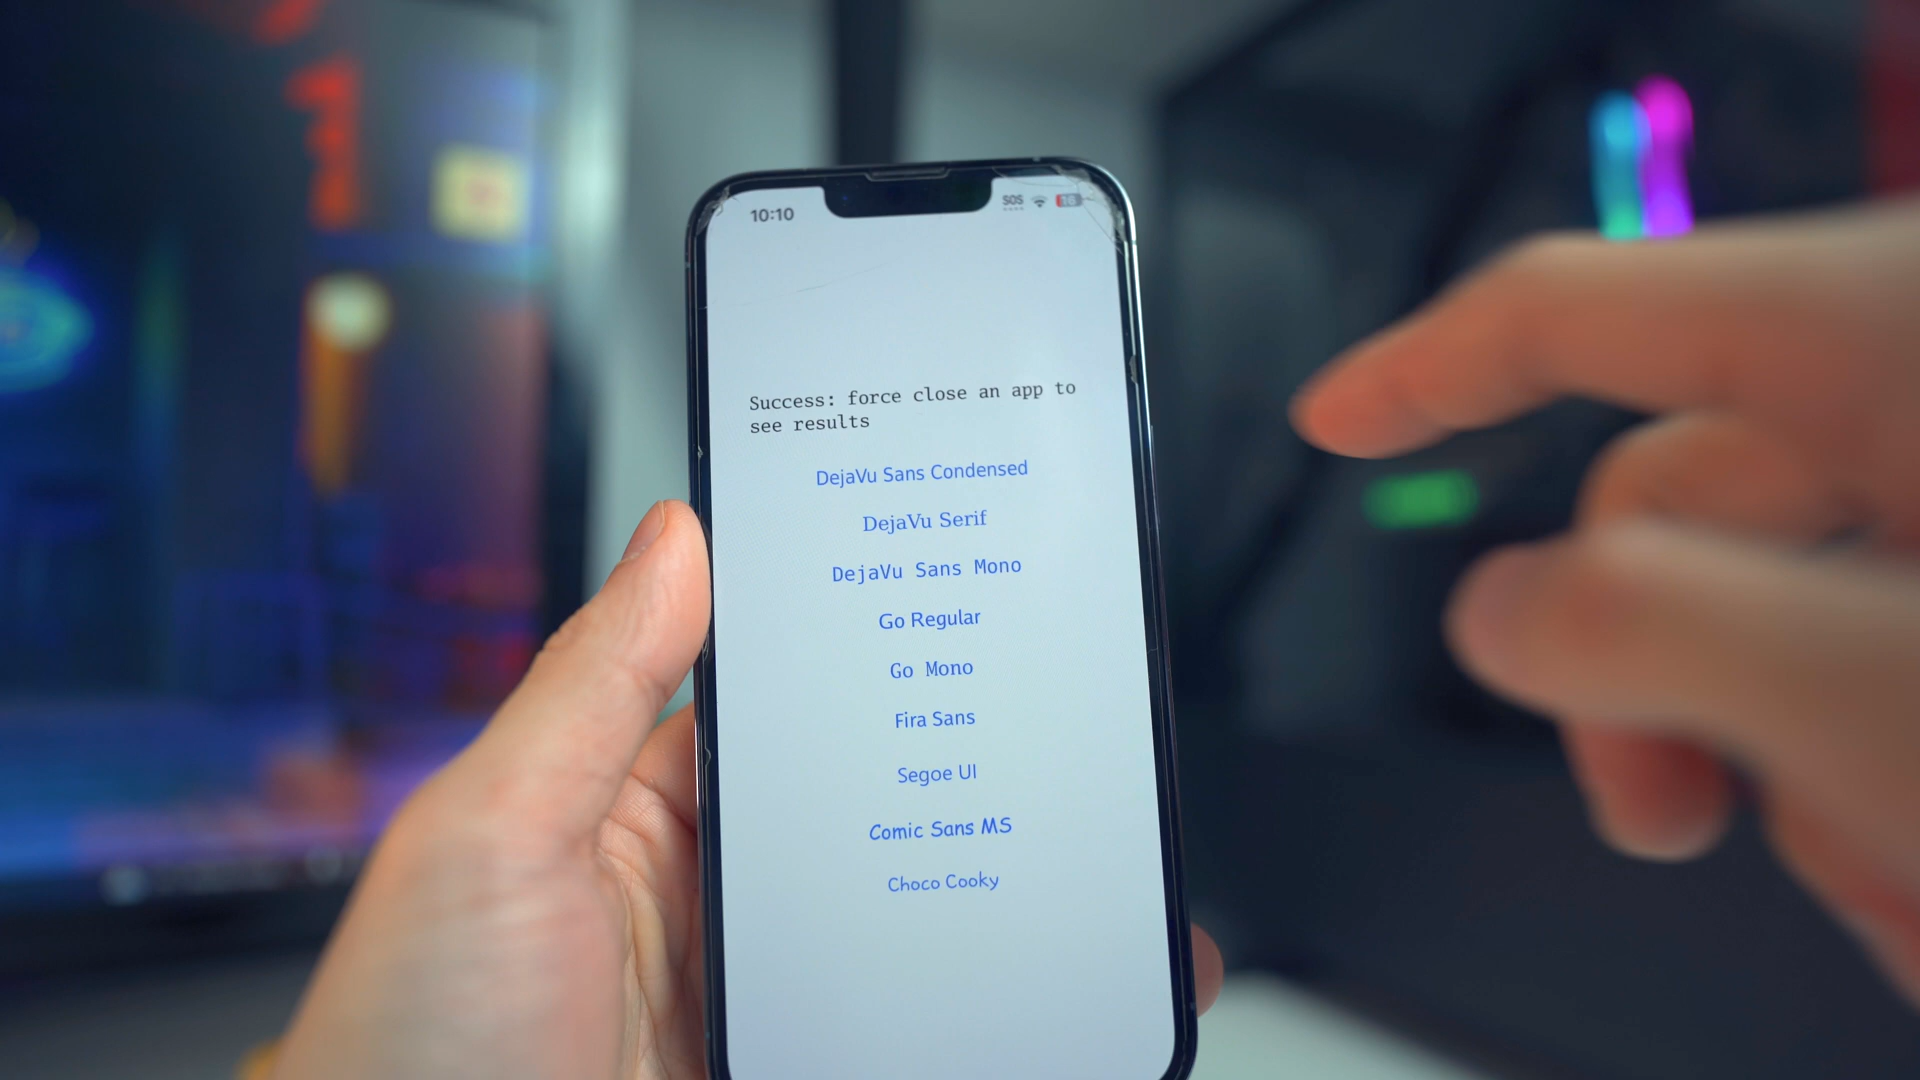 10:10
SOS
16
Success: force close an app to
see results
DejaVu Sans Condensed
DejaVu Serif
DejaVu Sans Mono
Go Regular
Go Mono
Fira Sans
Segoe UI
Comic Sans MS
Choco Cooky